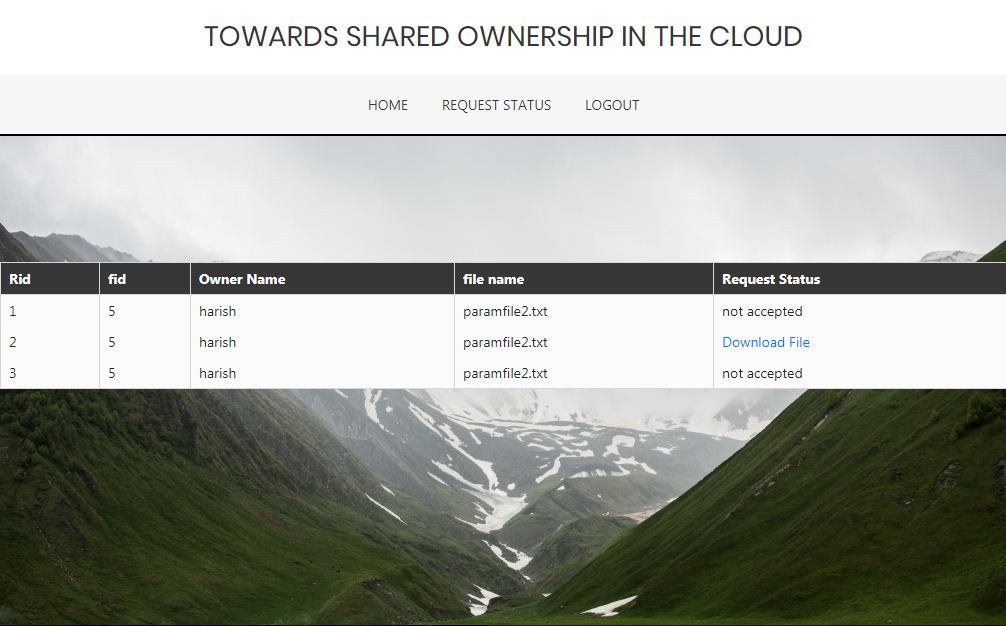 TOWARDS SHARED OWNERSHIP IN THE CLOUD
HOME REQUEST STATUS LOGOUT
Rid fid Owner Name file name Request Status
1 5 harish paramfile2.txt not accepted
2 5 harish paramfile2.txt Download File
3 5 harish paramfile2.txt not accepted